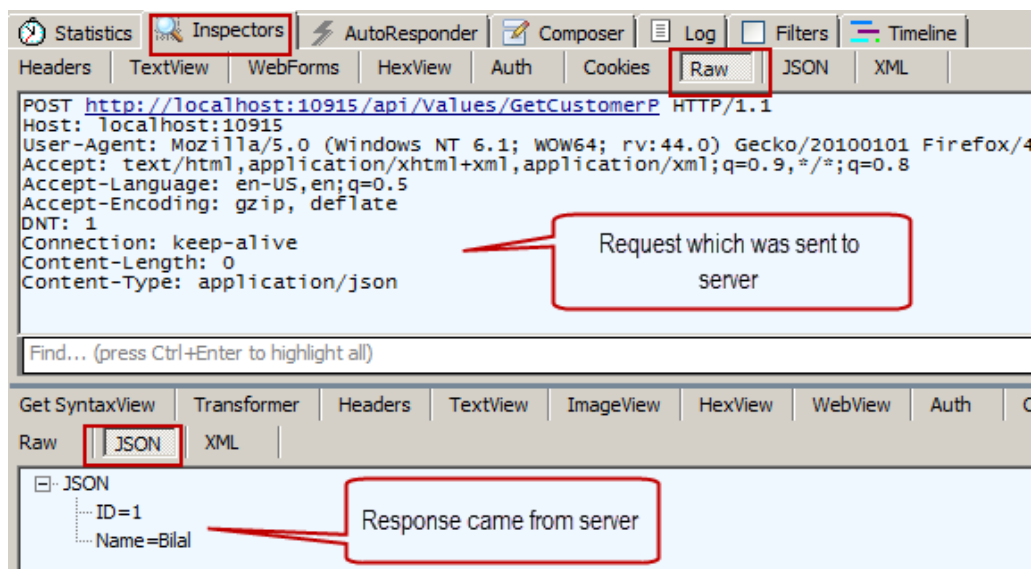 Statistics Inspectors AutoResponder Composer Log Filters Timeline
Headers TextView WebForms HexView Auth Cookies Raw JSON XML
POST http://localhost:10915/api/Values/GetCustomerP HTTP/1.1
Host: localhost:10915
User-Agent: Mozilla/5.0 (Windows NT 6.1; WOW64; rv:44.0) Gecko/20100101 Firefox/4
Accept: text/html,application/xhtml+xml,application/xml;q=0.9,*/*;q=0.8
Accept-Language: en-US,en;q=0.5
Accept-Encoding: gzip, deflate
DNT: 1
Connection: keep-alive
Content-Length: 0
Content-Type: application/json
Request which was sent to
server
Find... (press Ctrl+Enter to highlight all)
Get SyntaxView Transformer Headers TextView ImageView HexView WebView Auth
Raw JSON XML
JSON
ID=1
Name=Bilal
Response came from server